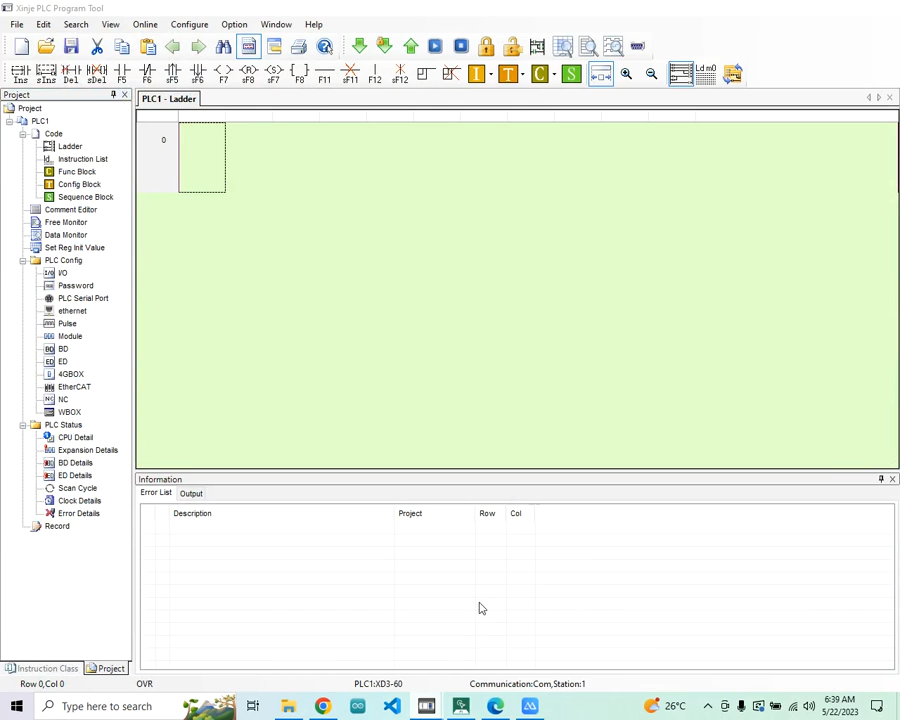 Xinje PLC Program Tool
File Edit Search View Online Configure Option Window Help
Ins sIns Del sDel F5 F6 sF5 sF6 F7 F8 sF7 sF8 F11 sF11 F12 sF12 I T C S Ld m0
Project
PLC1 - Ladder
Project
PLC1
Code
Ladder
Instruction List
Func Block
Config Block
Sequence Block
Comment Editor
Free Monitor
Data Monitor
Set Reg Init Value
PLC Config
I/O
Password
PLC Serial Port
ethernet
Pulse
Module
BD
ED
4GBOX
EtherCAT
NC
WBOX
PLC Status
CPU Detail
Expansion Details
BD Details
ED Details
Scan Cycle
Clock Details
Error Details
Record
0
Information
Error List Output
Description Project Row Col
Instruction Class Project
Row 0,Col 0 OVR PLC1:XD3-60 Communication:Com,Station:1
Type here to search
26°C
6:39 AM
5/22/2023